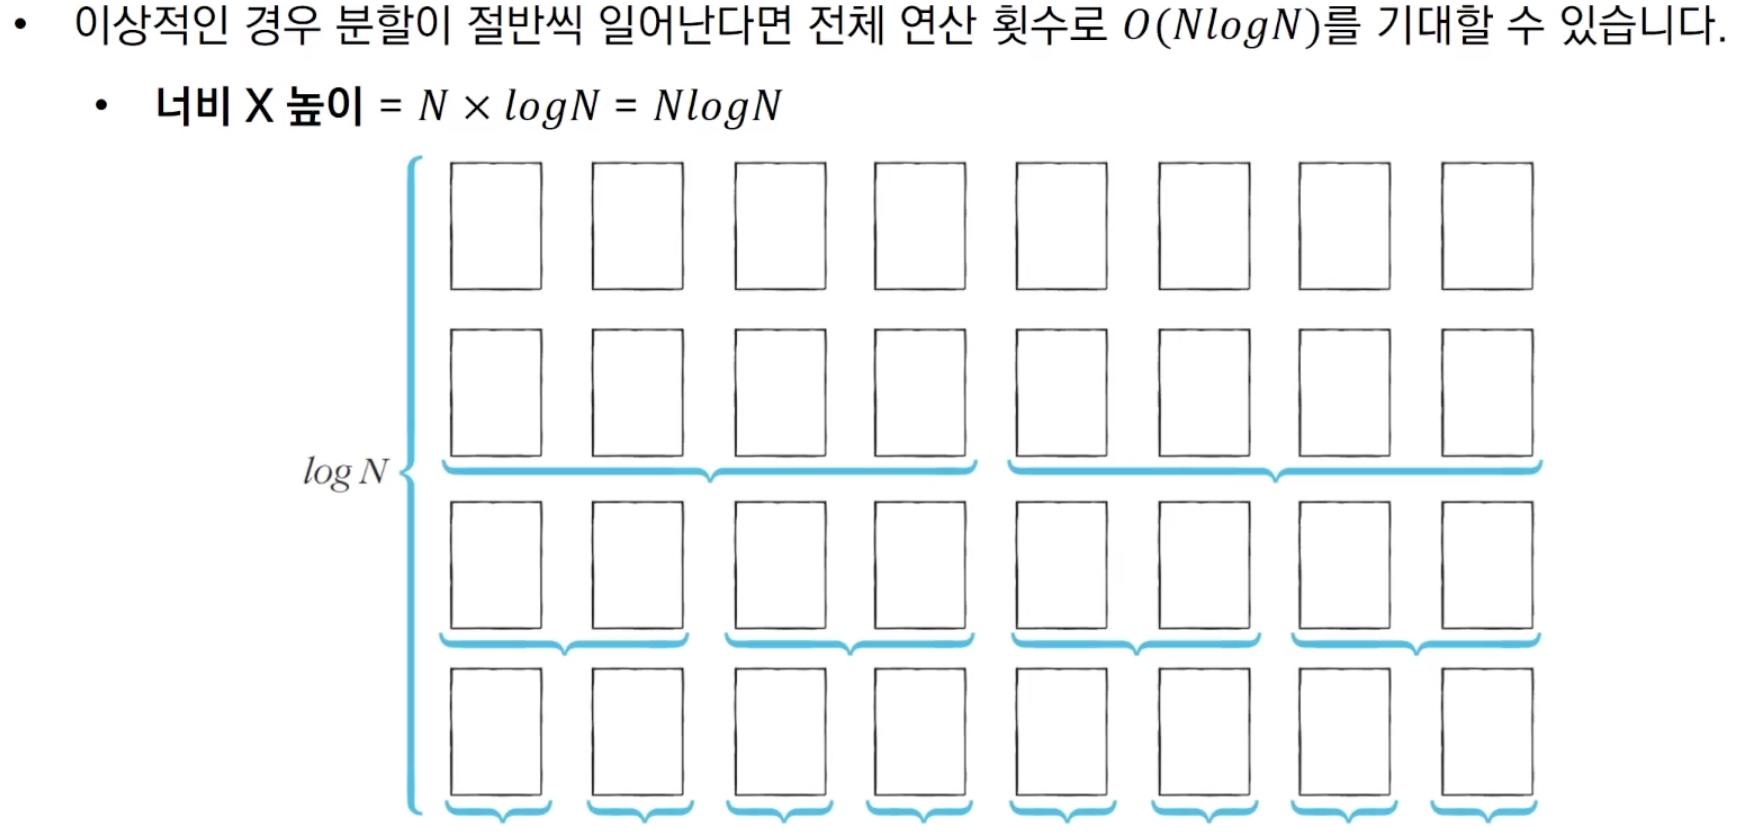 • 이상적인 경우 분할이 절반씩 일어난다면 전체 연산 횟수로 O(NlogN)를 기대할 수 있습니다.
• 너비 X 높이 = N × logN = NlogN
log N